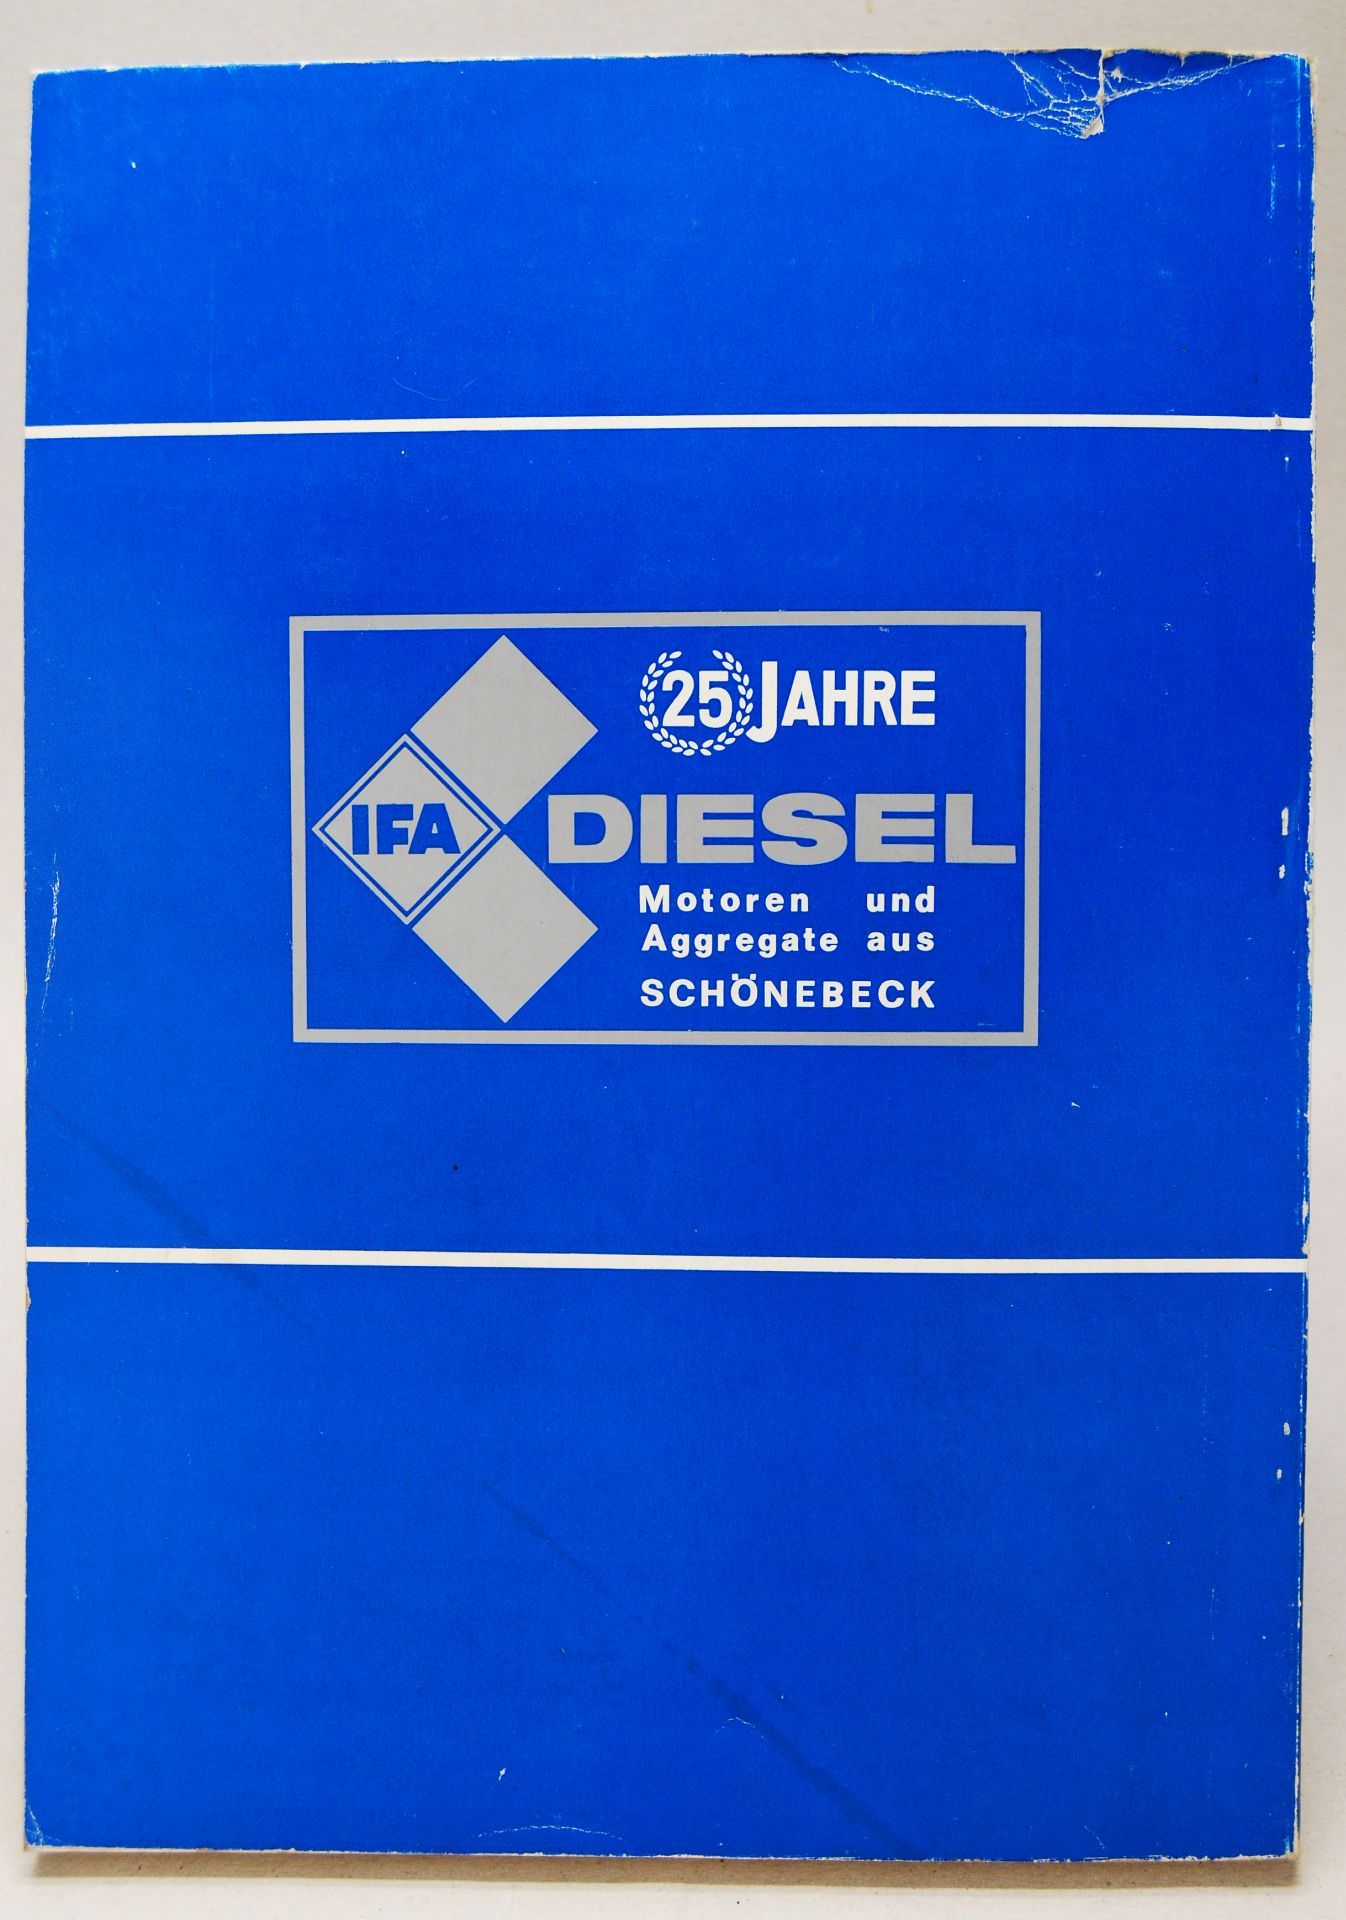 25 JAHRE
IFA DIESEL
Motoren und
Aggregate aus
SCHÖNEBECK